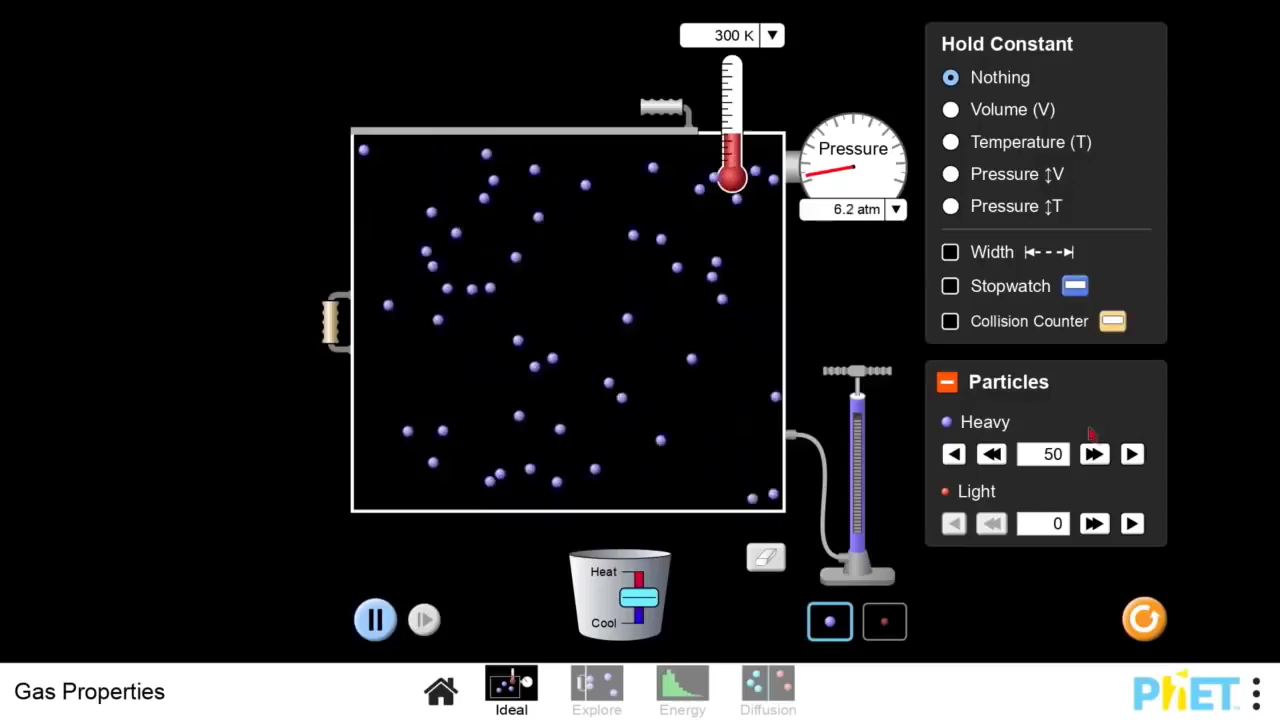 300 K
Pressure
6.2 atm
Hold Constant
Nothing
Volume (V)
Temperature (T)
Pressure ↕V
Pressure ↕T
Width
Stopwatch
Collision Counter
Particles
Heavy
50
Light
0
Heat
Cool
Gas Properties
Ideal
Explore
Energy
Diffusion
PhET